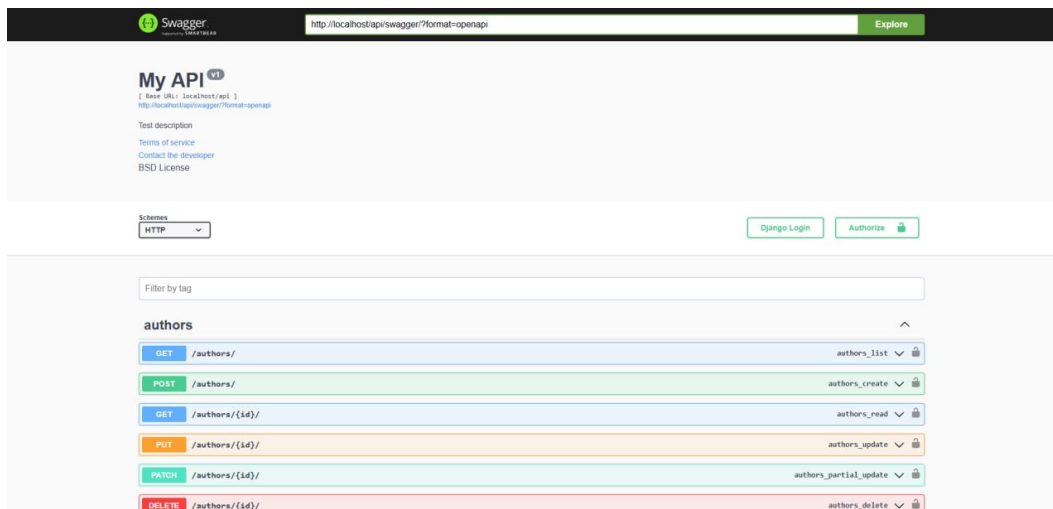 Swagger.
Supported by SMARTBEAR
http://localhost/api/swagger/?format=openapi
Explore
My API v1
[ Base URL: localhost/api ]
http://localhost/api/swagger/?format=openapi
Test description
Terms of service
Contact the developer
BSD License
Schemes
HTTP
Django Login
Authorize
Filter by tag
authors
GET /authors/ authors_list
POST /authors/ authors_create
GET /authors/{id}/ authors_read
PUT /authors/{id}/ authors_update
PATCH /authors/{id}/ authors_partial_update
DELETE /authors/{id}/ authors_delete